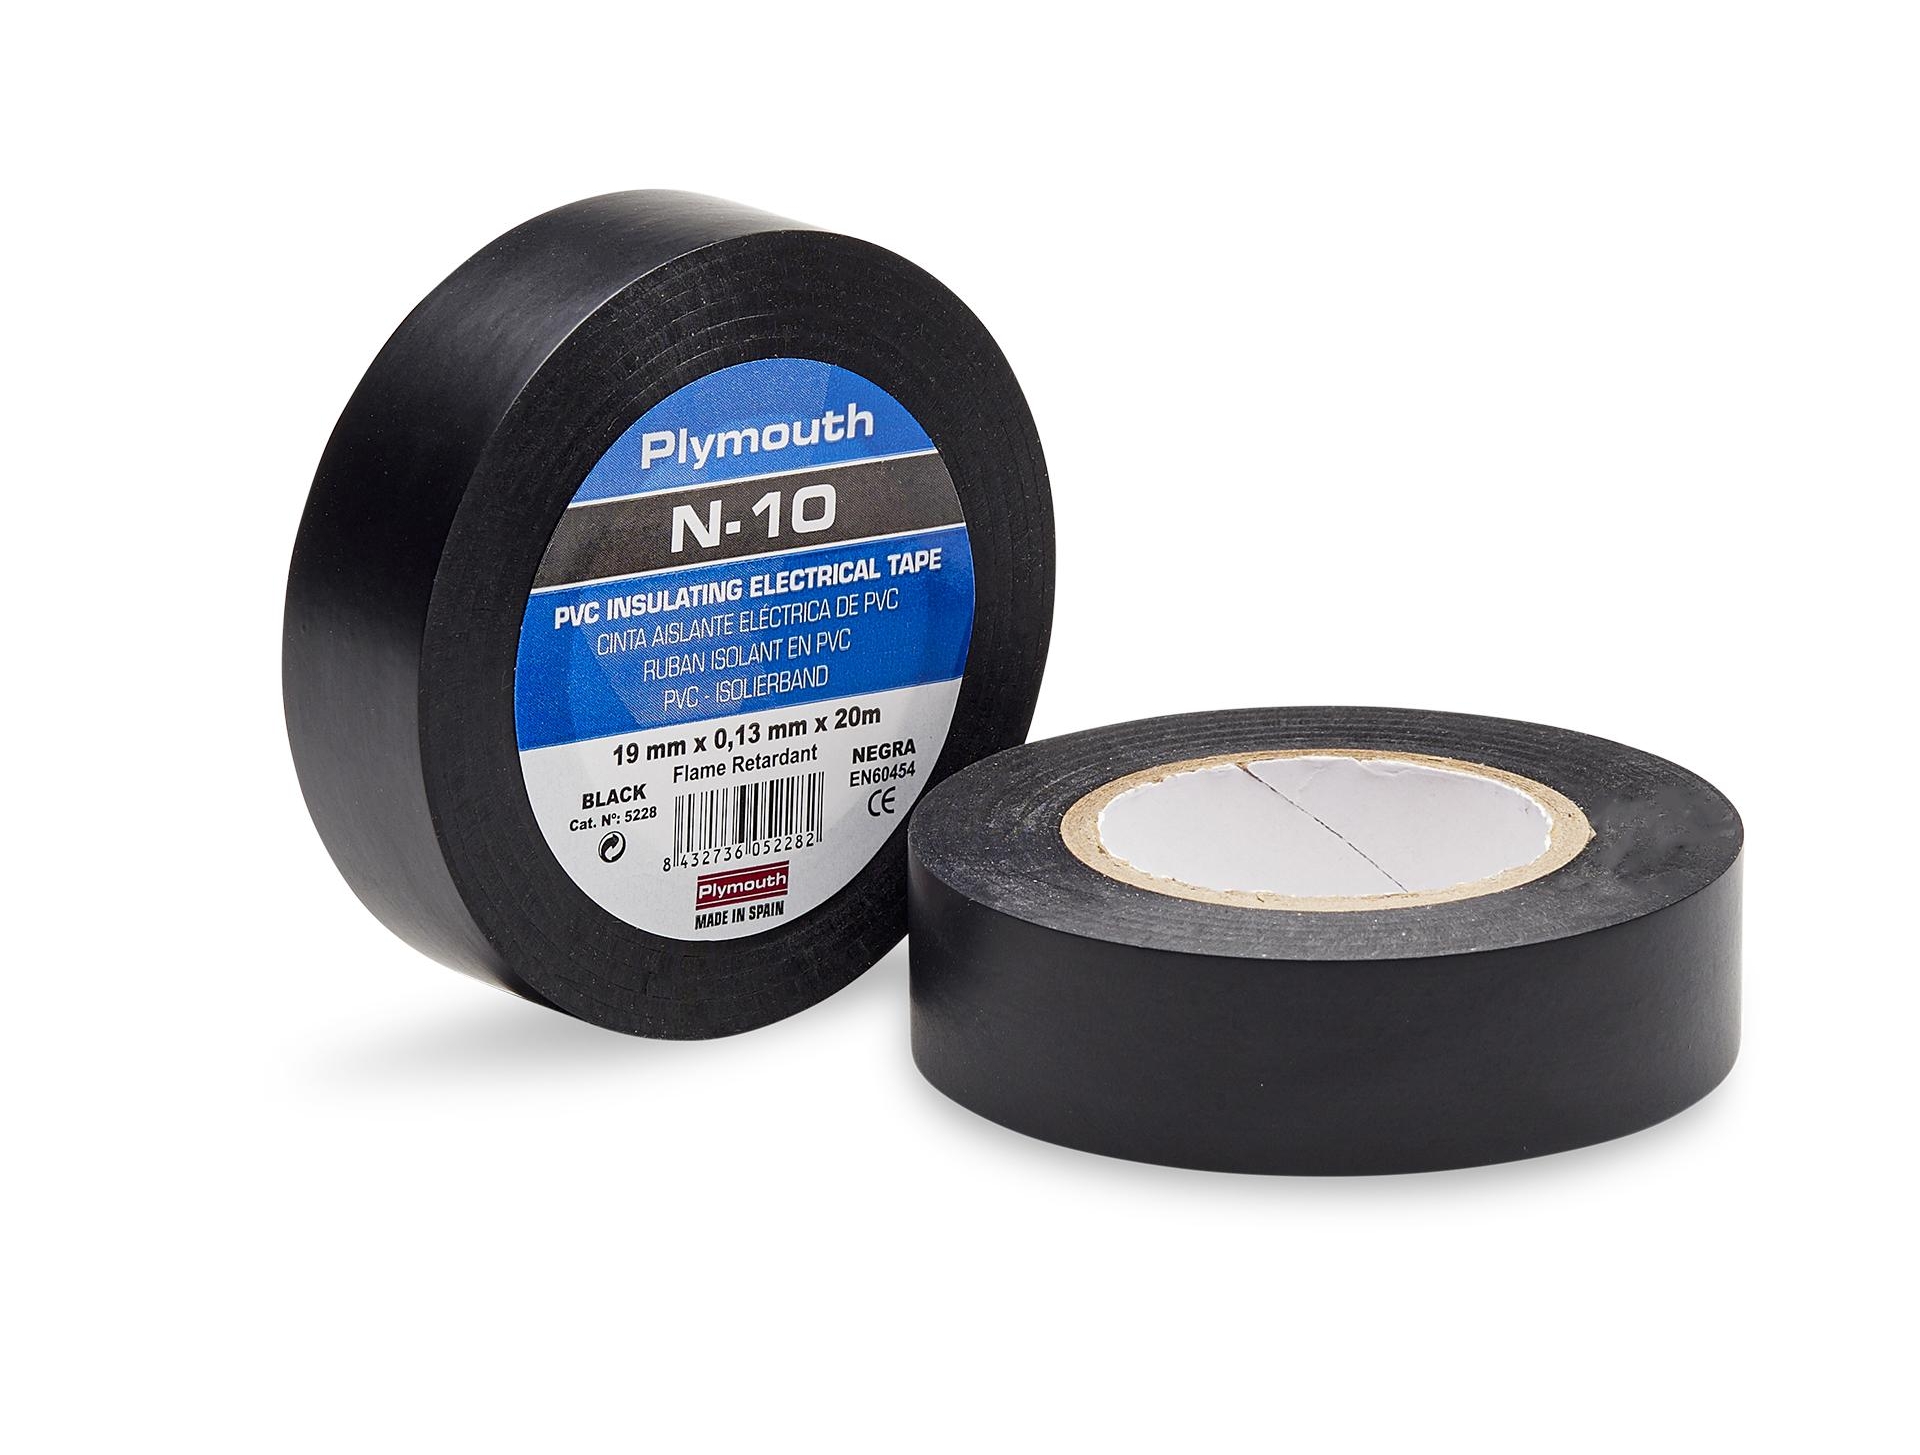 Plymouth
N-10
PVC INSULATING ELECTRICAL TAPE
CINTA AISLANTE ELÉCTRICA DE PVC
RUBAN ISOLANT EN PVC
PVC - ISOLIERBAND
19 mm x 0,13 mm x 20m
Flame Retardant
BLACK
Cat. Nº: 5228
NEGRA
EN60454
CE
8 432736 052282
Plymouth
MADE IN SPAIN